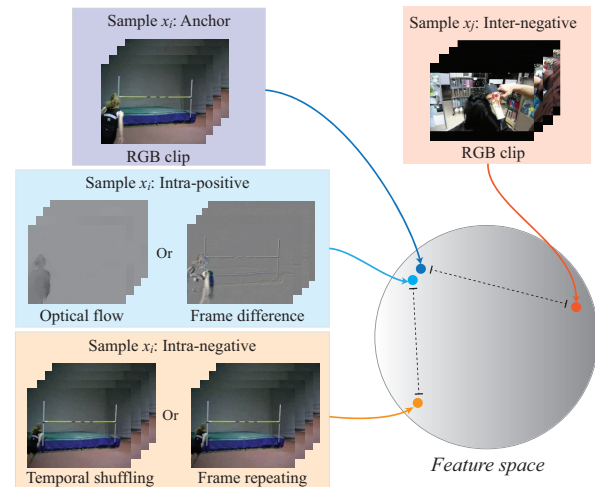 Sample xᵢ: Anchor
RGB clip
Sample xⱼ: Inter-negative
RGB clip
Sample xᵢ: Intra-positive
Or
Optical flow
Frame difference
Sample xᵢ: Intra-negative
Or
Temporal shuffling
Frame repeating
Feature space